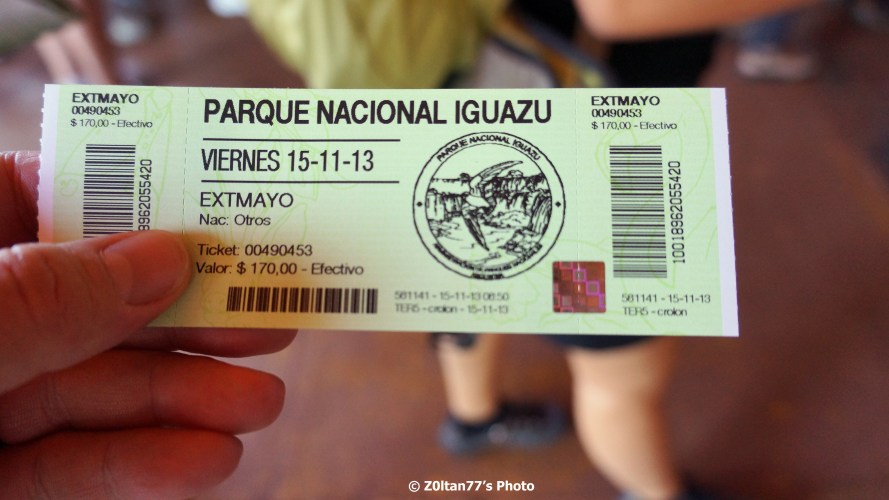 EXTMAYO
00490453
$ 170,00 - Efectivo
8962055420
PARQUE NACIONAL IGUAZU
VIERNES 15-11-13
EXTMAYO
Nac: Otros
Ticket: 00490453
Valor: $ 170,00 - Efectivo
PARQUE NACIONAL IGUAZU
561141 - 15-11-13 08:50
TER5 - crolon - 15-11-13
EXTMAYO
00490453
$ 170,00 - Efectivo
10018962055420
561141 - 15-11-13
TER5 - crolon
© Z0ltan77's Photo